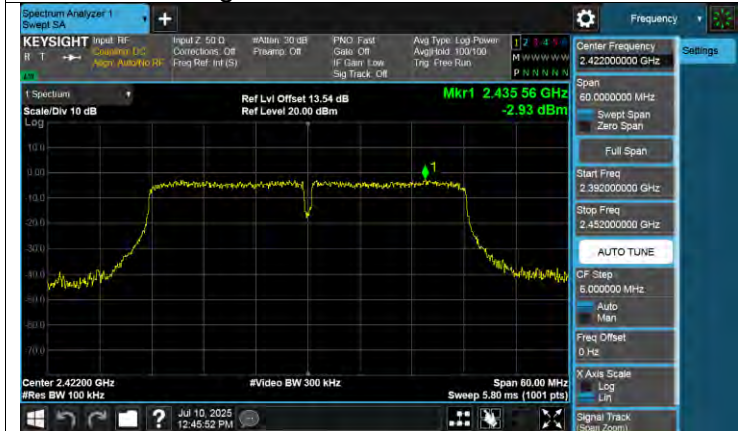 Spectrum Analyzer 1
Swept SA
+
Frequency
KEYSIGHT
R T
Input: RF
Coupling: DC
Align: Auto/No RF
Input Z: 50 Ω
Corrections: Off
Freq Ref: Int (S)
#Atten: 30 dB
Preamp: Off
PNO: Fast
Gate: Off
IF Gain: Low
Sig Track: Off
Avg Type: Log-Power
Avg|Hold: 100/100
Trig: Free Run
1 2 3 4 5 6
M W W W W W
P N N N N N
1 Spectrum
Scale/Div 10 dB
Log
Ref Lvl Offset 13.54 dB
Ref Level 20.00 dBm
Mkr1 2.435 56 GHz
-2.93 dBm
10.0
0.00
-10.0
-20.0
-30.0
-40.0
-50.0
-60.0
-70.0
1
Center 2.42200 GHz
#Res BW 100 kHz
#Video BW 300 kHz
Span 60.00 MHz
Sweep 5.80 ms (1001 pts)
?
Jul 10, 2025
12:45:52 PM
Center Frequency
2.422000000 GHz
Settings
Span
60.0000000 MHz
Swept Span
Zero Span
Full Span
Start Freq
2.392000000 GHz
Stop Freq
2.452000000 GHz
AUTO TUNE
CF Step
6.000000 MHz
Auto
Man
Freq Offset
0 Hz
X Axis Scale
Log
Lin
Signal Track
(Span Zoom)